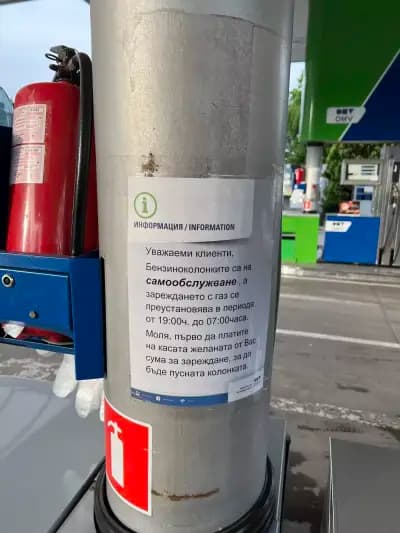 ИНФОРМАЦИЯ / INFORMATION
Уважаеми клиенти,
Бензиноколонките са на
самообслужване , а
зареждането с газ се
преустановява в периода
от 19:00ч. до 07:00часа.
Моля, първо да платите
на касата желаната от Вас
сума за зареждане, за да
бъде пусната колонката.
OMV